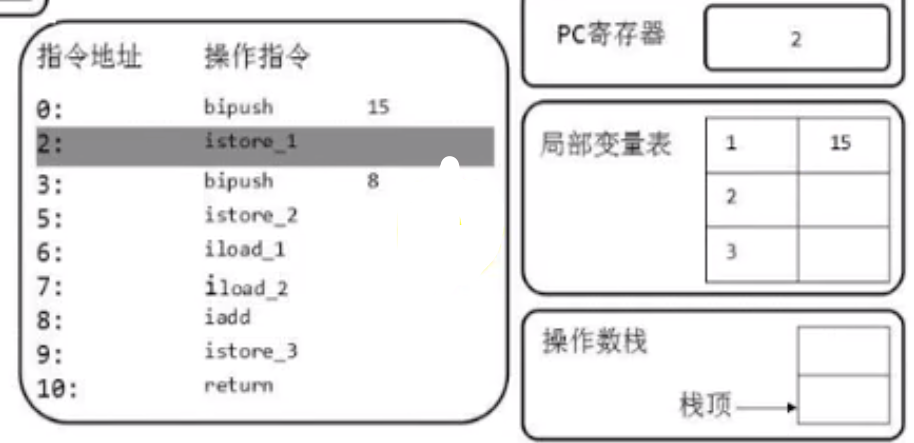 指令地址 操作指令
0: bipush 15
2: istore_1
3: bipush 8
5: istore_2
6: iload_1
7: iload_2
8: iadd
9: istore_3
10: return
PC寄存器 2
局部变量表 1 15
2
3
操作数栈
栈顶